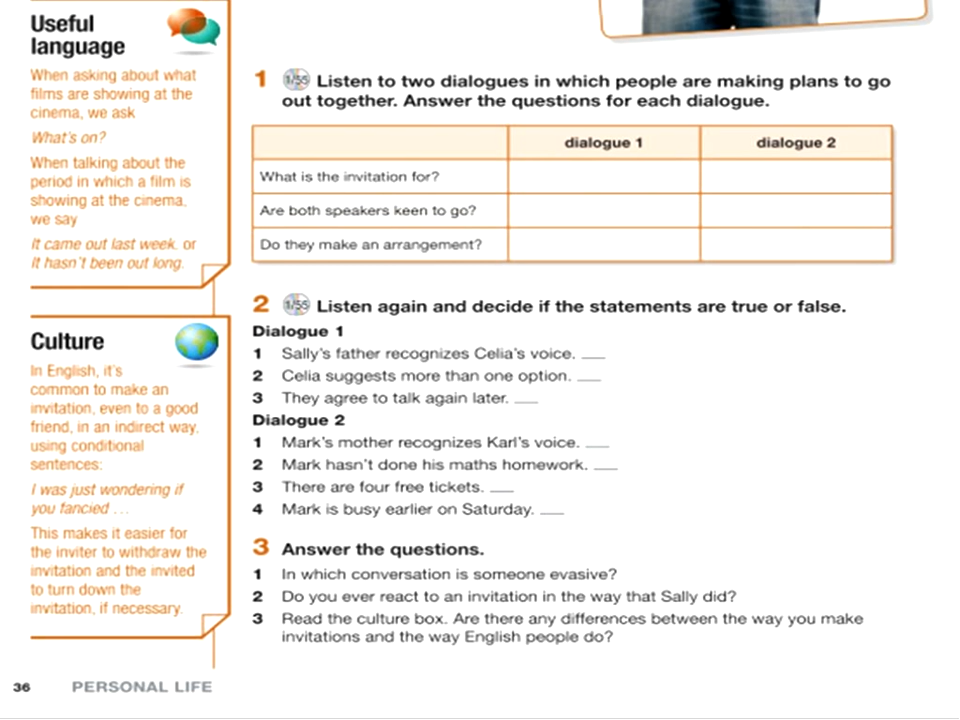 Useful
language
When asking about what
films are showing at the
cinema, we ask
What's on?
When talking about the
period in which a film is
showing at the cinema,
we say
It came out last week. or
It hasn't been out long.
Culture
In English, it's
common to make an
invitation, even to a good
friend, in an indirect way,
using conditional
sentences:
I was just wondering if
you fancied ...
This makes it easier for
the inviter to withdraw the
invitation and the invited
to turn down the
invitation, if necessary.
1 1/55 Listen to two dialogues in which people are making plans to go
out together. Answer the questions for each dialogue.
dialogue 1 dialogue 2
What is the invitation for?
Are both speakers keen to go?
Do they make an arrangement?
2 1/55 Listen again and decide if the statements are true or false.
Dialogue 1
1 Sally's father recognizes Celia's voice. ___
2 Celia suggests more than one option. ___
3 They agree to talk again later. ___
Dialogue 2
1 Mark's mother recognizes Karl's voice. ___
2 Mark hasn't done his maths homework. ___
3 There are four free tickets. ___
4 Mark is busy earlier on Saturday. ___
3 Answer the questions.
1 In which conversation is someone evasive?
2 Do you ever react to an invitation in the way that Sally did?
3 Read the culture box. Are there any differences between the way you make
invitations and the way English people do?
36 PERSONAL LIFE